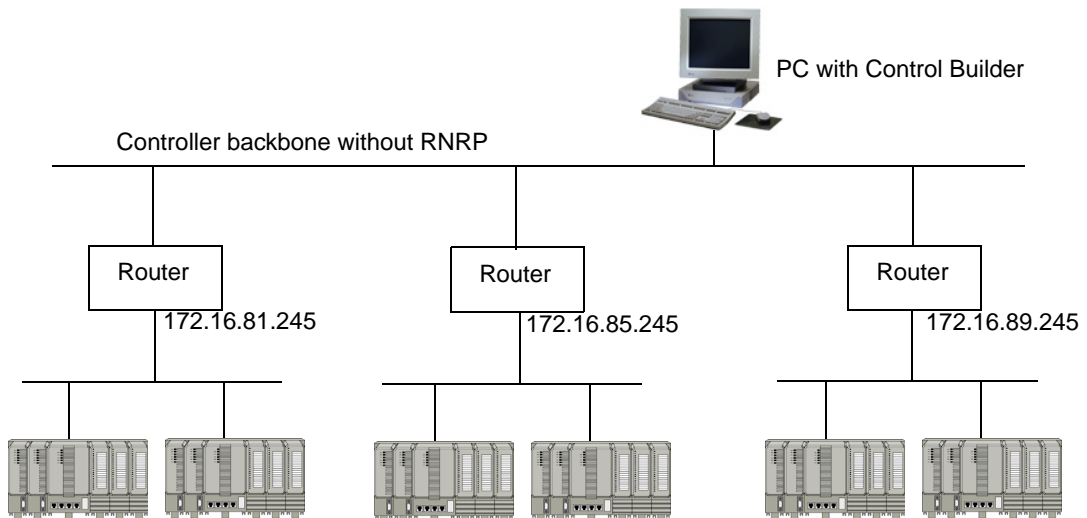 PC with Control Builder
Controller backbone without RNRP
Router
Router
Router
172.16.81.245
172.16.85.245
172.16.89.245